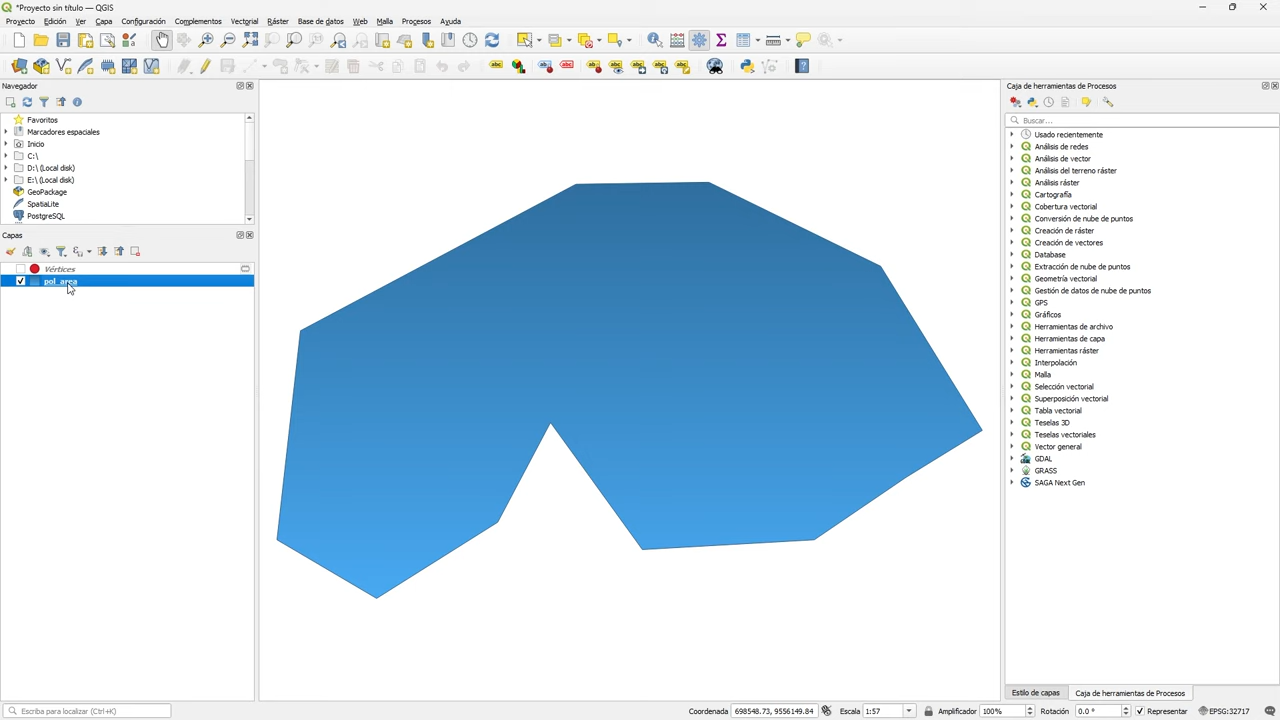 *Proyecto sin título — QGIS
Proyecto Edición Ver Capa Configuración Complementos Vectorial Ráster Base de datos Web Malla Procesos Ayuda
Navegador
Favoritos
Marcadores espaciales
Inicio
C:\
D:\ (Local disk)
E:\ (Local disk)
GeoPackage
SpatiaLite
PostgreSQL
Capas
Vértices
pol_area
Caja de herramientas de Procesos
Buscar...
Usado recientemente
Análisis de redes
Análisis de vector
Análisis del terreno ráster
Análisis ráster
Cartografía
Cobertura vectorial
Conversión de nube de puntos
Creación de ráster
Creación de vectores
Database
Extracción de nube de puntos
Geometría vectorial
Gestión de datos de nube de puntos
GPS
Gráficos
Herramientas de archivo
Herramientas de capa
Herramientas ráster
Interpolación
Malla
Selección vectorial
Superposición vectorial
Tabla vectorial
Teselas 3D
Teselas vectoriales
Vector general
GDAL
GRASS
SAGA Next Gen
Estilo de capas Caja de herramientas de Procesos
Escriba para localizar (Ctrl+K) Coordenada 698548.73, 9556149.84 Escala 1:57 Amplificador 100% Rotación 0.0 ° Representar EPSG:32717